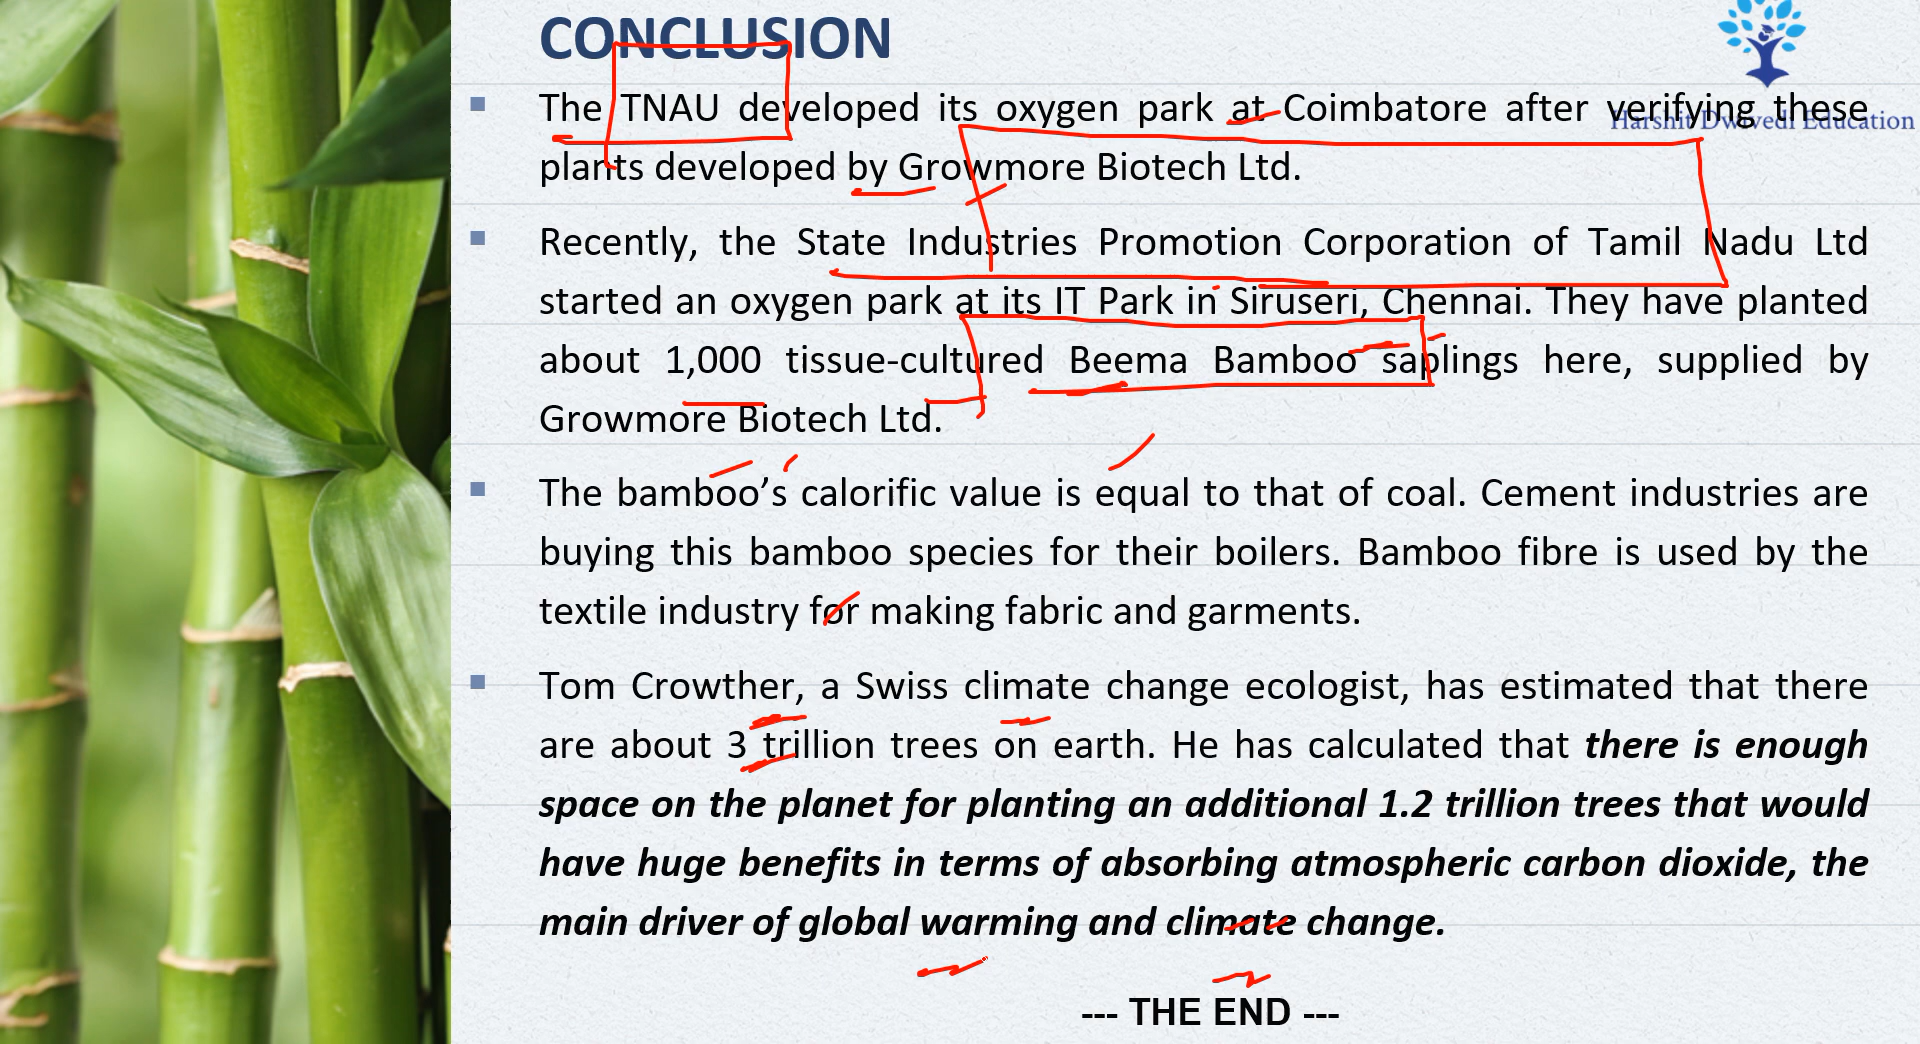 CONCLUSION
The TNAU developed its oxygen park at Coimbatore after verifying these
Harshit Dwivedi Education
plants developed by Growmore Biotech Ltd.
Recently, the State Industries Promotion Corporation of Tamil Nadu Ltd
started an oxygen park at its IT Park in Siruseri, Chennai. They have planted
about 1,000 tissue-cultured Beema Bamboo saplings here, supplied by
Growmore Biotech Ltd.
The bamboo’s calorific value is equal to that of coal. Cement industries are
buying this bamboo species for their boilers. Bamboo fibre is used by the
textile industry for making fabric and garments.
Tom Crowther, a Swiss climate change ecologist, has estimated that there
are about 3 trillion trees on earth. He has calculated that there is enough
space on the planet for planting an additional 1.2 trillion trees that would
have huge benefits in terms of absorbing atmospheric carbon dioxide, the
main driver of global warming and climate change.
--- THE END ---